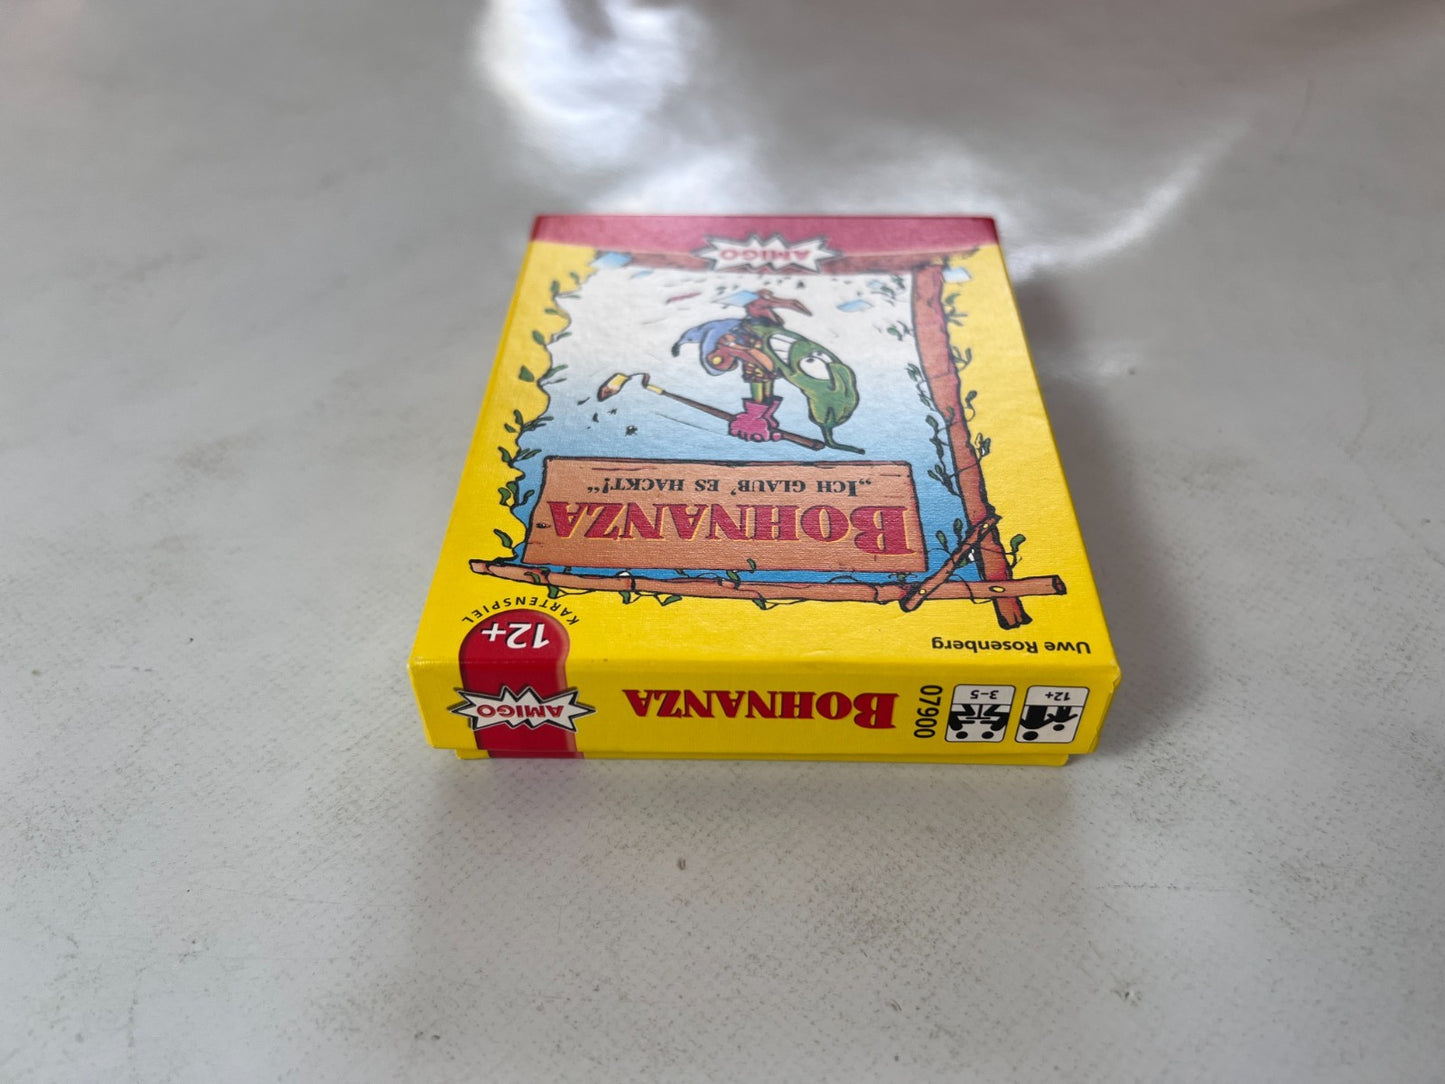 Uwe Rosenberg
12+
KARTENSPIEL
BOHNANZA
„ICH GLAUB' ES HACKT!“
AMIGO
12+
3–5
07900
BOHNANZA
AMIGO